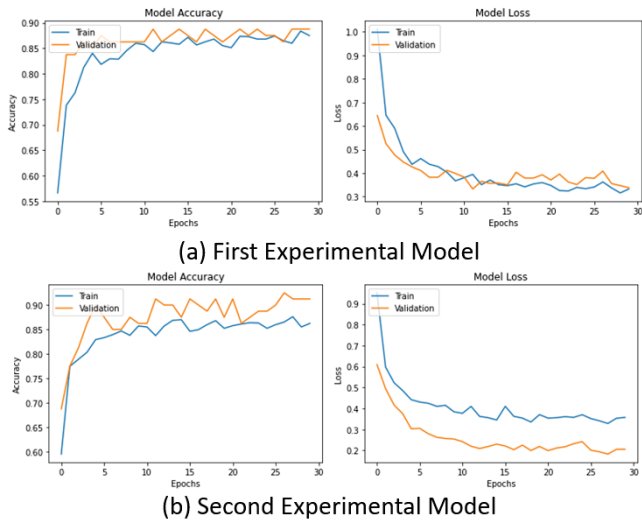 Model Accuracy
Train
Validation
0.90
0.85
0.80
0.75
0.70
0.65
0.60
0.55
Accuracy
0 5 10 15 20 25 30
Epochs
Model Loss
Train
Validation
1.0
0.9
0.8
0.7
0.6
0.5
0.4
0.3
Loss
0 5 10 15 20 25 30
Epochs
(a) First Experimental Model
Model Accuracy
Train
Validation
0.90
0.85
0.80
0.75
0.70
0.65
0.60
Accuracy
0 5 10 15 20 25 30
Epochs
Model Loss
Train
Validation
0.9
0.8
0.7
0.6
0.5
0.4
0.3
0.2
Loss
0 5 10 15 20 25 30
Epochs
(b) Second Experimental Model